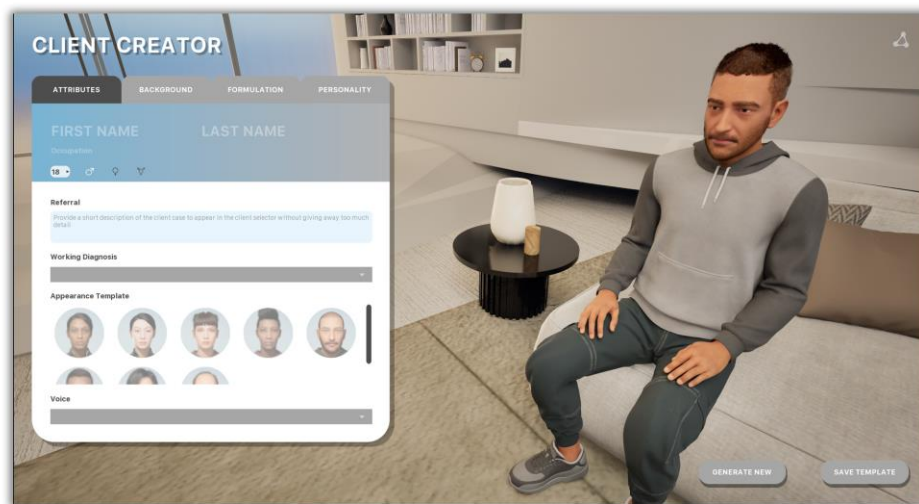 CLIENT CREATOR
ATTRIBUTES BACKGROUND FORMULATION PERSONALITY
FIRST NAME LAST NAME
Occupation
18
Referral
Provide a short description of the client case to appear in the client selector without giving away too much
detail
Working Diagnosis
Appearance Template
Voice
GENERATE NEW SAVE TEMPLATE